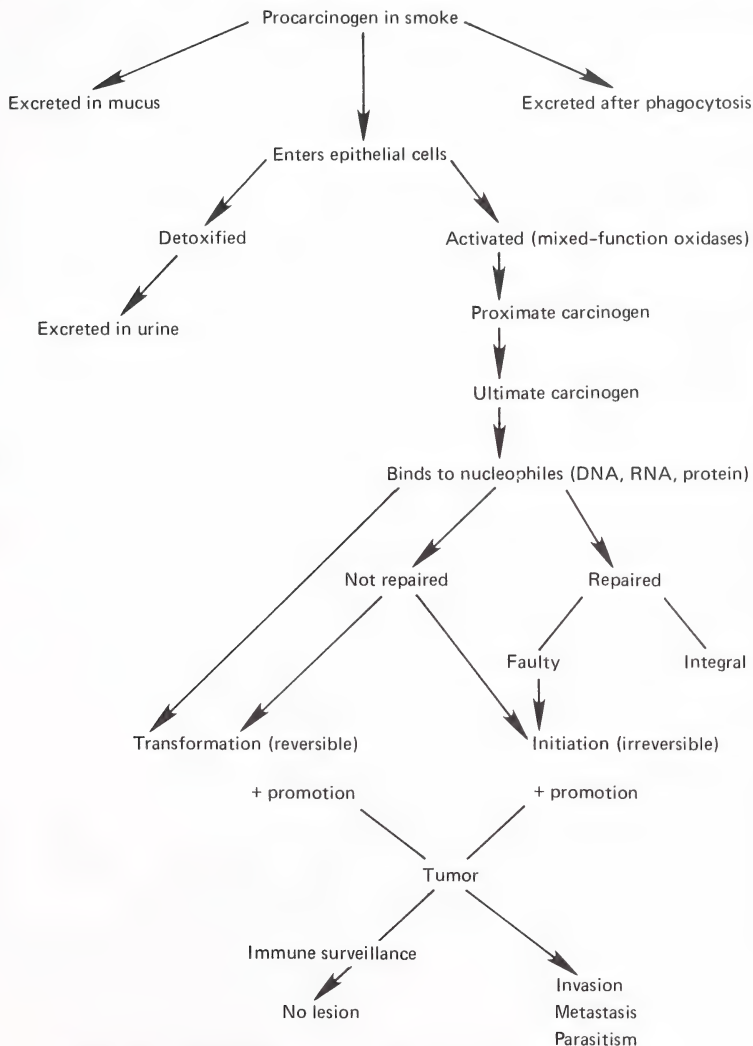 Procarcinogen in smoke
Excreted in mucus
Excreted after phagocytosis
Enters epithelial cells
Detoxified
Activated (mixed-function oxidases)
Excreted in urine
Proximate carcinogen
Ultimate carcinogen
Binds to nucleophiles (DNA, RNA, protein)
Not repaired
Repaired
Faulty
Integral
Transformation (reversible)
Initiation (irreversible)
+ promotion
+ promotion
Tumor
Immune surveillance
No lesion
Invasion
Metastasis
Parasitism